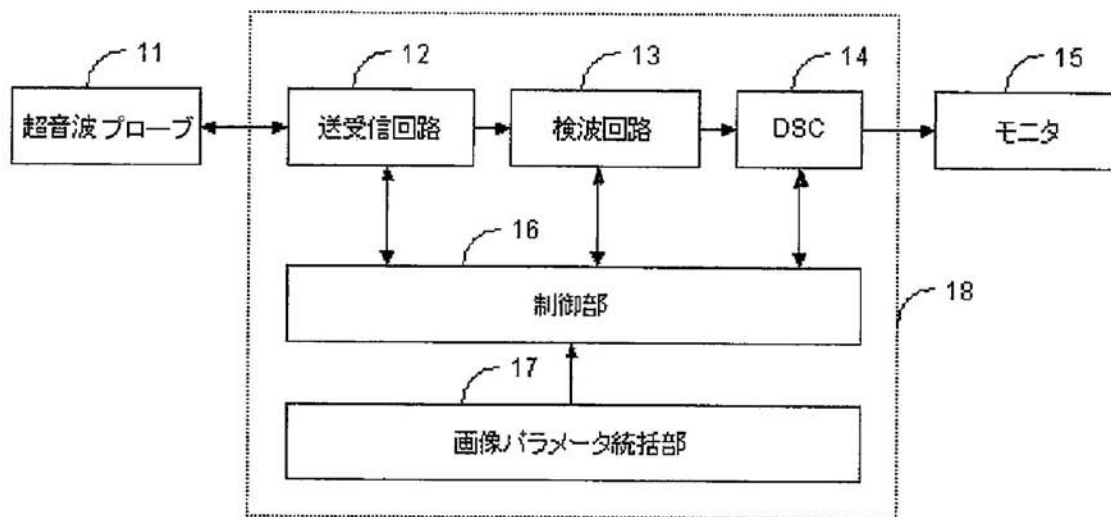 11
12
13
14
15
超音波プローブ
送受信回路
検波回路
DSC
モニタ
16
制御部
18
17
画像パラメータ統括部